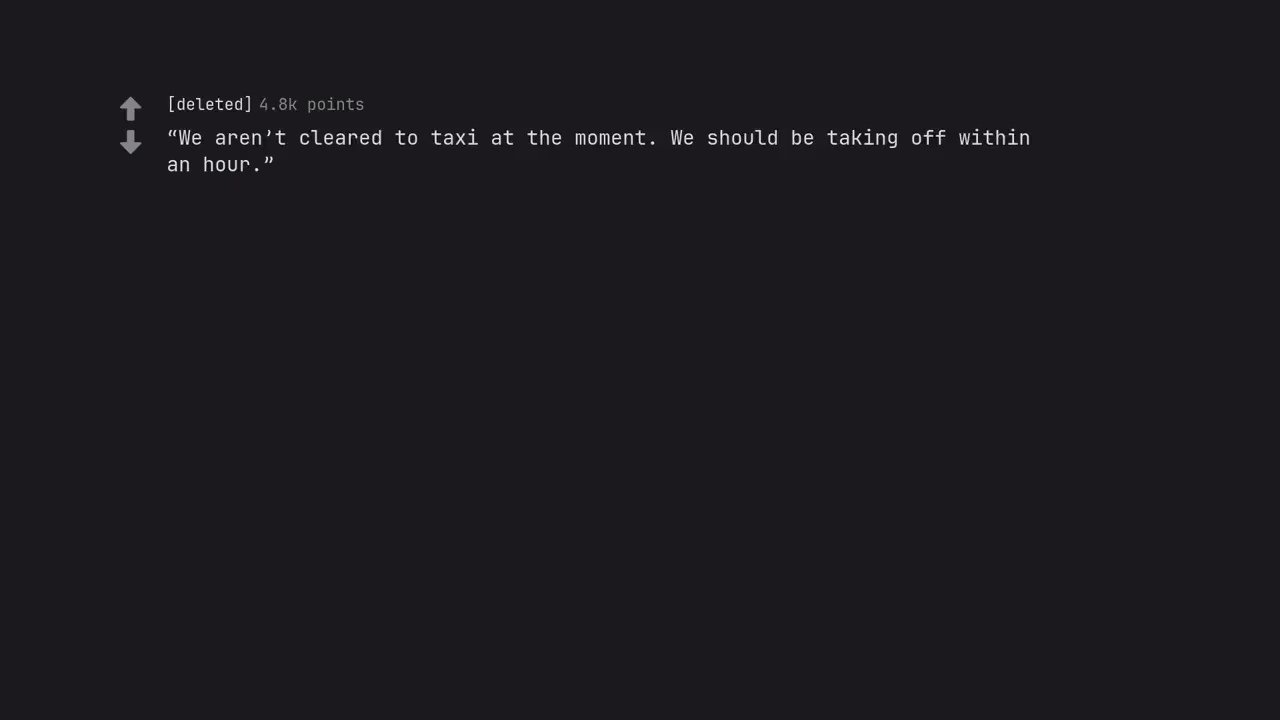 [deleted] 4.8k points
“We aren’t cleared to taxi at the moment. We should be taking off within
an hour.”